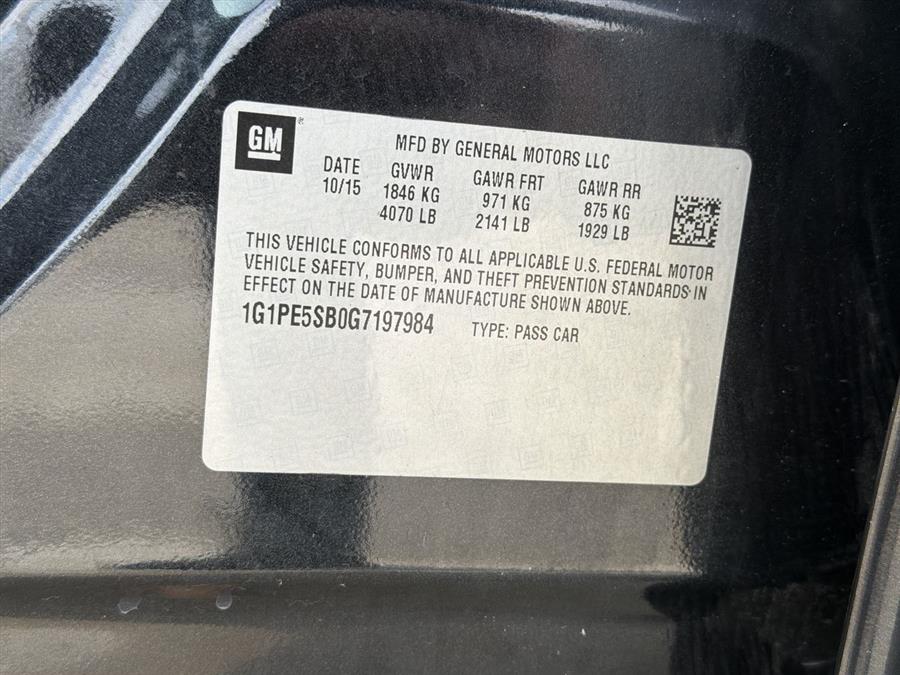 GM
MFD BY GENERAL MOTORS LLC
DATE GVWR GAWR FRT GAWR RR
10/15 1846 KG 971 KG 875 KG
4070 LB 2141 LB 1929 LB
THIS VEHICLE CONFORMS TO ALL APPLICABLE U.S. FEDERAL MOTOR
VEHICLE SAFETY, BUMPER, AND THEFT PREVENTION STANDARDS IN
EFFECT ON THE DATE OF MANUFACTURE SHOWN ABOVE.
1G1PE5SB0G7197984 TYPE: PASS CAR